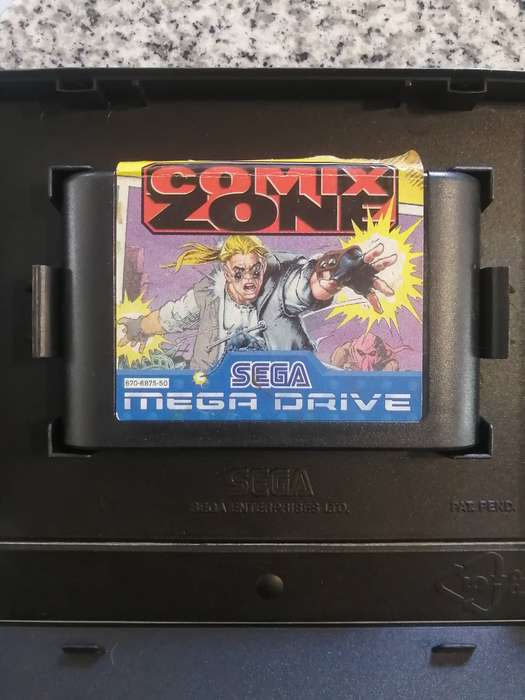 COMIX
ZONE
670-6875-50
SEGA
MEGA DRIVE
SEGA
SEGA ENTERPRISES LTD.
PAT. PEND.